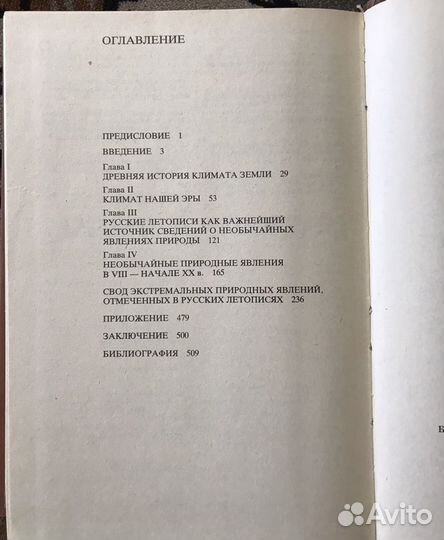 ОГЛАВЛЕНИЕ
ПРЕДИСЛОВИЕ 1
ВВЕДЕНИЕ 3
Глава I
ДРЕВНЯЯ ИСТОРИЯ КЛИМАТА ЗЕМЛИ 29
Глава II
КЛИМАТ НАШЕЙ ЭРЫ 53
Глава III
РУССКИЕ ЛЕТОПИСИ КАК ВАЖНЕЙШИЙ
ИСТОЧНИК СВЕДЕНИЙ О НЕОБЫЧАЙНЫХ
ЯВЛЕНИЯХ ПРИРОДЫ 121
Глава IV
НЕОБЫЧАЙНЫЕ ПРИРОДНЫЕ ЯВЛЕНИЯ
В VIII — НАЧАЛЕ XX в. 165
СВОД ЭКСТРЕМАЛЬНЫХ ПРИРОДНЫХ ЯВЛЕНИЙ,
ОТМЕЧЕННЫХ В РУССКИХ ЛЕТОПИСЯХ 236
ПРИЛОЖЕНИЕ 479
ЗАКЛЮЧЕНИЕ 500
БИБЛИОГРАФИЯ 509
Б
Avito